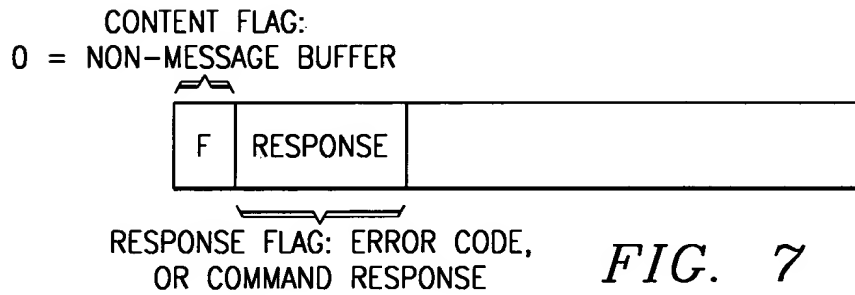 CONTENT FLAG:
0 = NON-MESSAGE BUFFER
F RESPONSE
RESPONSE FLAG: ERROR CODE,
OR COMMAND RESPONSE
FIG. 7